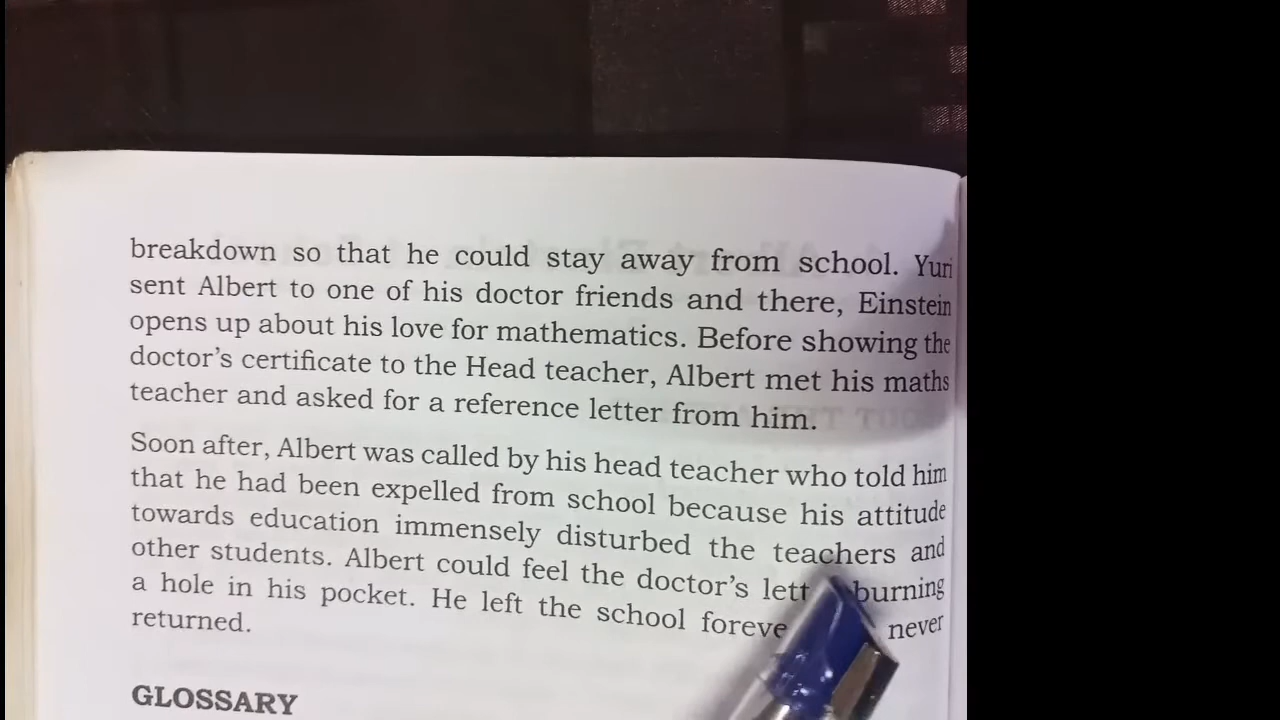 breakdown so that he could stay away from school. Yuri
sent Albert to one of his doctor friends and there, Einstein
opens up about his love for mathematics. Before showing the
doctor's certificate to the Head teacher, Albert met his maths
teacher and asked for a reference letter from him.
Soon after, Albert was called by his head teacher who told him
that he had been expelled from school because his attitude
towards education immensely disturbed the teachers and
other students. Albert could feel the doctor's burning
a hole in his pocket. He left the school never
returned.
GLOSSARY